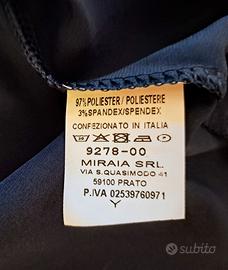 97% POLIESTER / POLIESTERE
3% SPANDEX/SPENDEX
CONFEZIONATO IN ITALIA
9278-00
MIRAIA SRL.
VIA S.QUASIMODO 41
59100 PRATO
P.IVA 02539760971
Y
subito